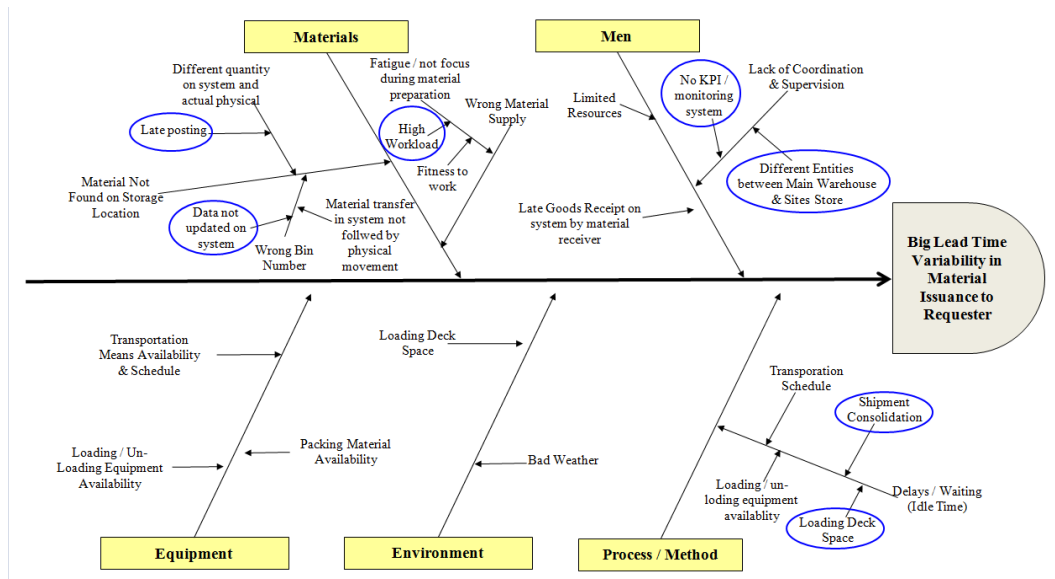 Materials
Men
Different quantity
on system and
actual physical
Late posting
Fatigue / not focus
during material
preparation
High
Workload
Fitness to
work
Wrong Material
Supply
Material Not
Found on Storage
Location
Data not
updated on
system
Wrong Bin
Number
Material transfer
in system not
follwed by
physical
movement
Limited
Resources
No KPI /
monitoring
system
Lack of Coordination
& Supervision
Different Entities
between Main Warehouse
& Sites Store
Late Goods Receipt on
system by material
receiver
Big Lead Time
Variability in
Material
Issuance to
Requester
Transportation
Means Availability
& Schedule
Loading / Un-
Loading Equipment
Availability
Packing Material
Availability
Loading Deck
Space
Bad Weather
Transporation
Schedule
Shipment
Consolidation
Loading / un-
loding equipment
availablity
Loading Deck
Space
Delays / Waiting
(Idle Time)
Equipment
Environment
Process / Method